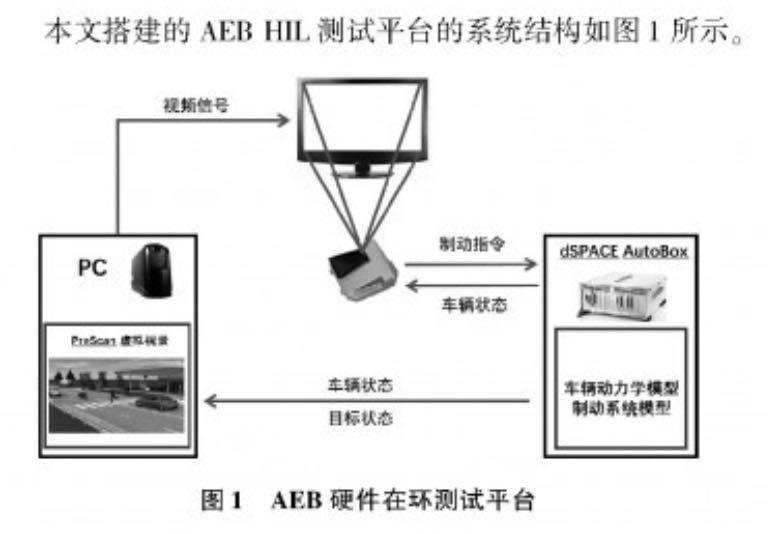 本文搭建的 AEB HIL 测试平台的系统结构如图 1 所示。
视频信号
PC
PreScan 虚拟场景
制动指令
车辆状态
dSPACE AutoBox
车辆动力学模型
制动系统模型
车辆状态
目标状态
图 1 AEB 硬件在环测试平台